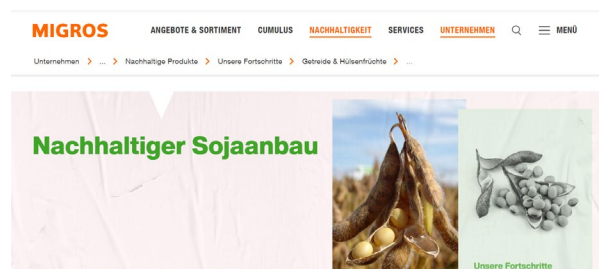 MIGROS ANGEBOTE & SORTIMENT CUMULUS NACHHALTIGKEIT SERVICES UNTERNEHMEN MENÜ
Unternehmen > ... > Nachhaltige Produkte > Unsere Fortschritte > Getreide & Hülsenfrüchte > ...
Nachhaltiger Sojaanbau
Unsere Fortschritte